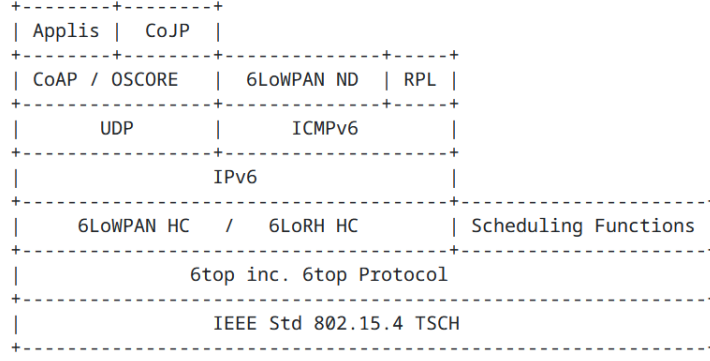 +--------+--------+
| Applis |  CoJP  |
+--------+--------+--------------+-----+
| CoAP / OSCORE   |  6LoWPAN ND  | RPL |
+-----------------+--------------+-----+
|       UDP       |      ICMPv6        |
+-----------------+--------------------+
|                 IPv6                 |
+--------------------------------------+----------------------
|     6LoWPAN HC   /   6LoRH HC        | Scheduling Functions
+--------------------------------------+----------------------
|               6top inc. 6top Protocol
+-------------------------------------------------------------
|                 IEEE Std 802.15.4 TSCH
+-------------------------------------------------------------